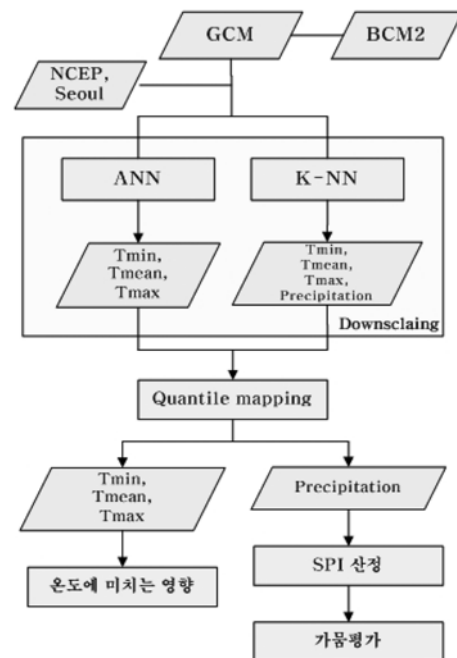 GCM
BCM2
NCEP,
Seoul
ANN
K-NN
Tmin,
Tmean,
Tmax
Tmin,
Tmean,
Tmax,
Precipitation
Downsclaing
Quantile mapping
Tmin,
Tmean,
Tmax
Precipitation
온도에 미치는 영향
SPI 산정
가뭄평가